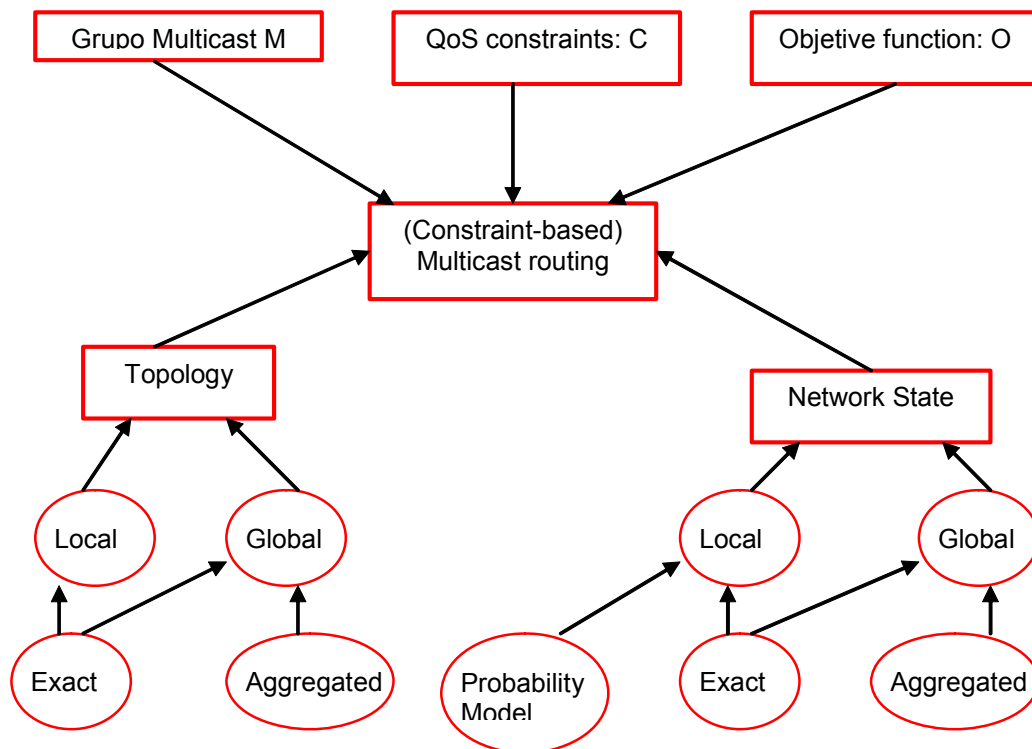 Grupo Multicast M
QoS constraints: C
Objetive function: O
(Constraint-based)
Multicast routing
Topology
Network State
Local
Global
Local
Global
Exact
Aggregated
Probability
Model
Exact
Aggregated